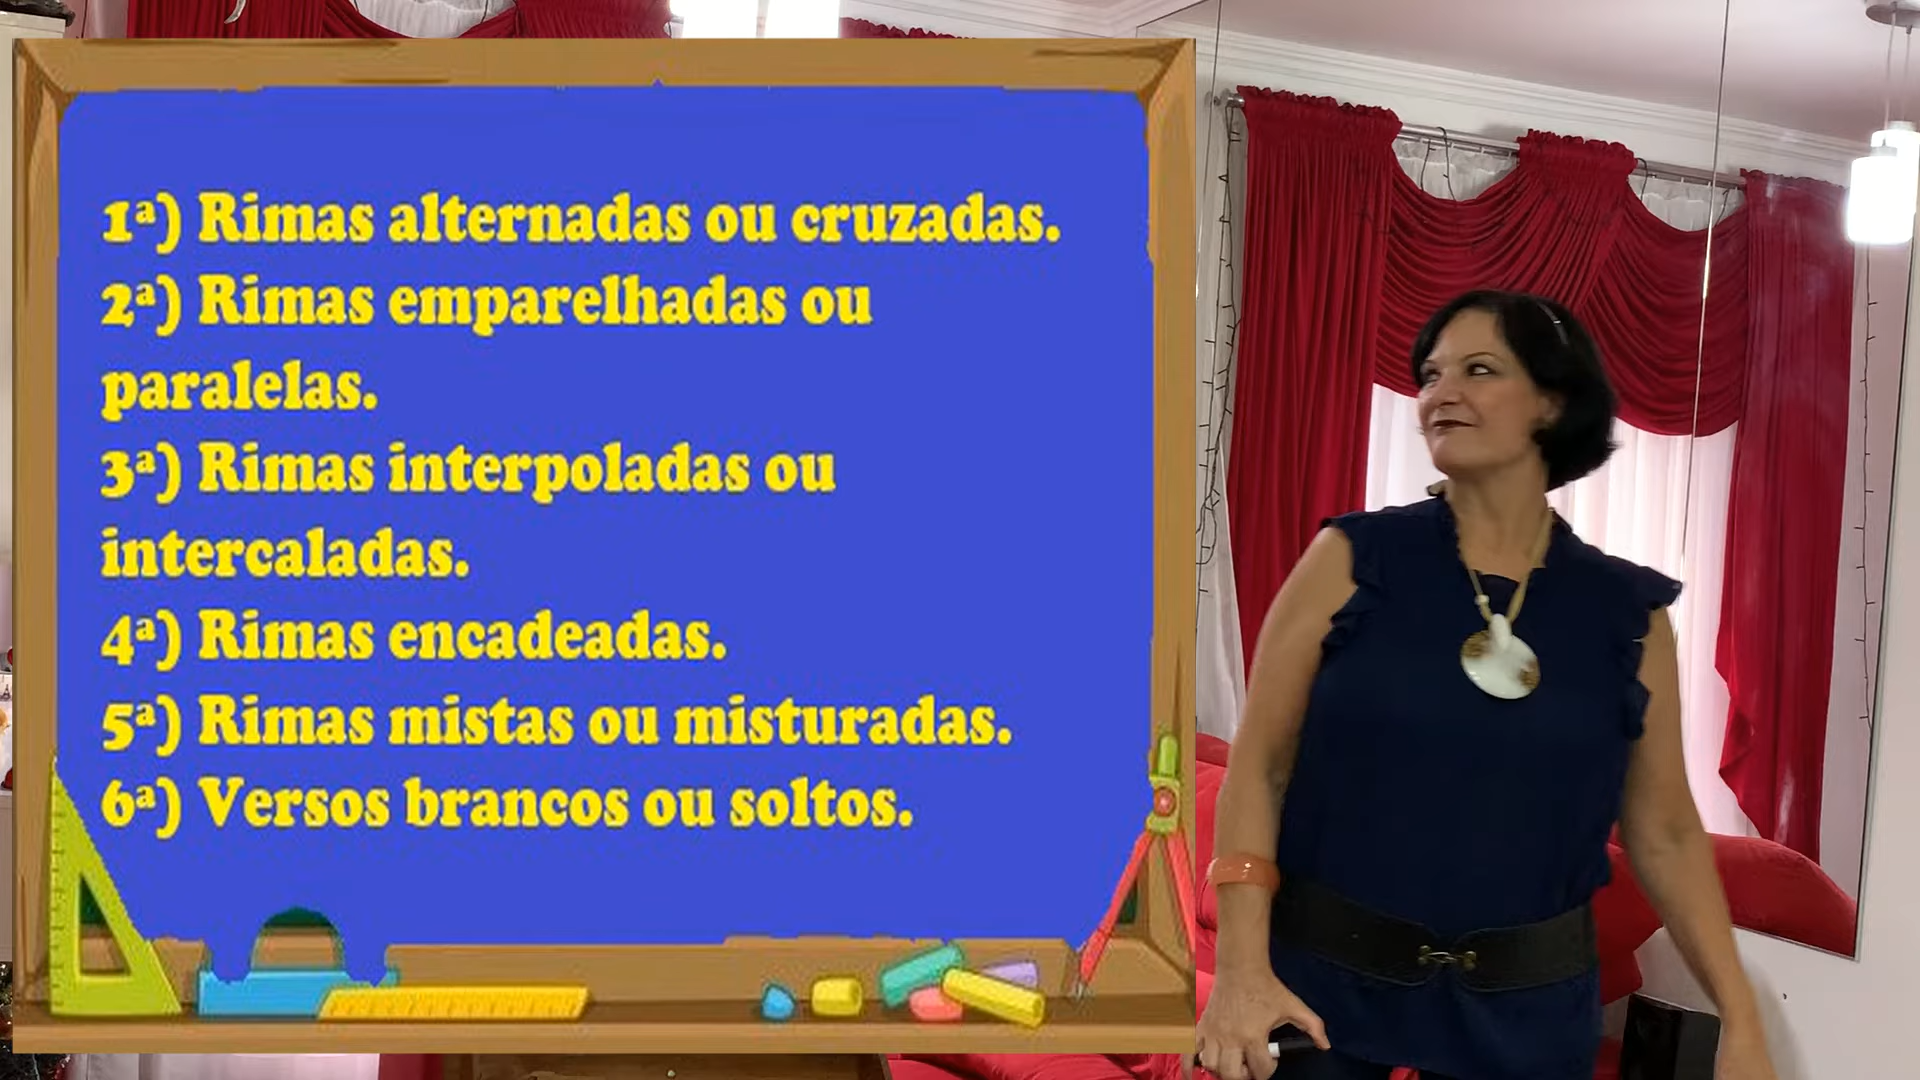 1ª) Rimas alternadas ou cruzadas.
2ª) Rimas emparelhadas ou
paralelas.
3ª) Rimas interpoladas ou
intercaladas.
4ª) Rimas encadeadas.
5ª) Rimas mistas ou misturadas.
6ª) Versos brancos ou soltos.